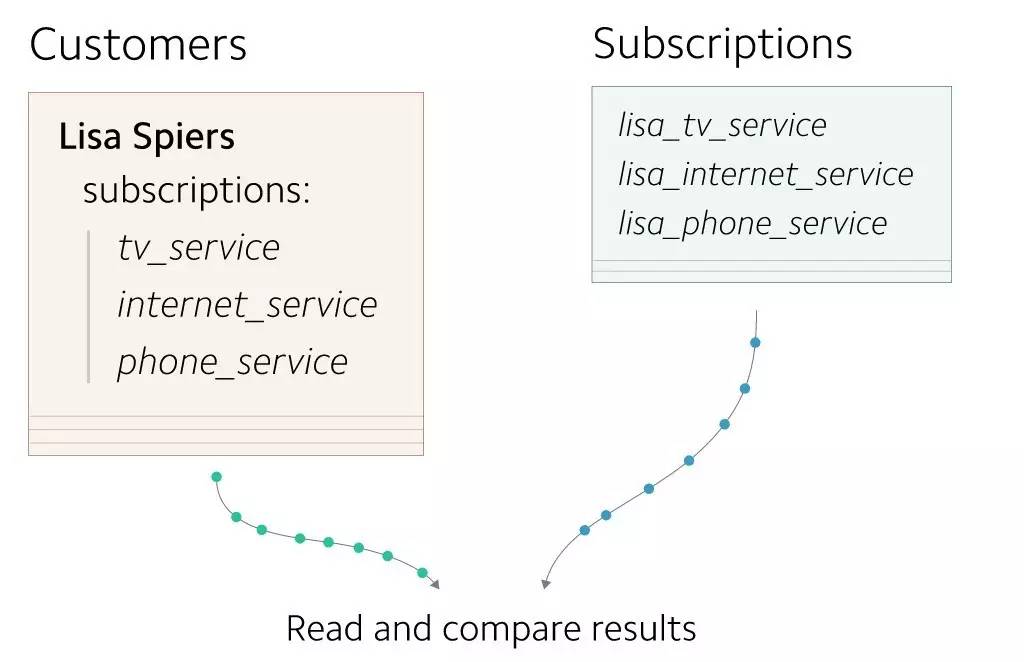 Customers
Lisa Spiers
subscriptions:
tv_service
internet_service
phone_service
Subscriptions
lisa_tv_service
lisa_internet_service
lisa_phone_service
Read and compare results